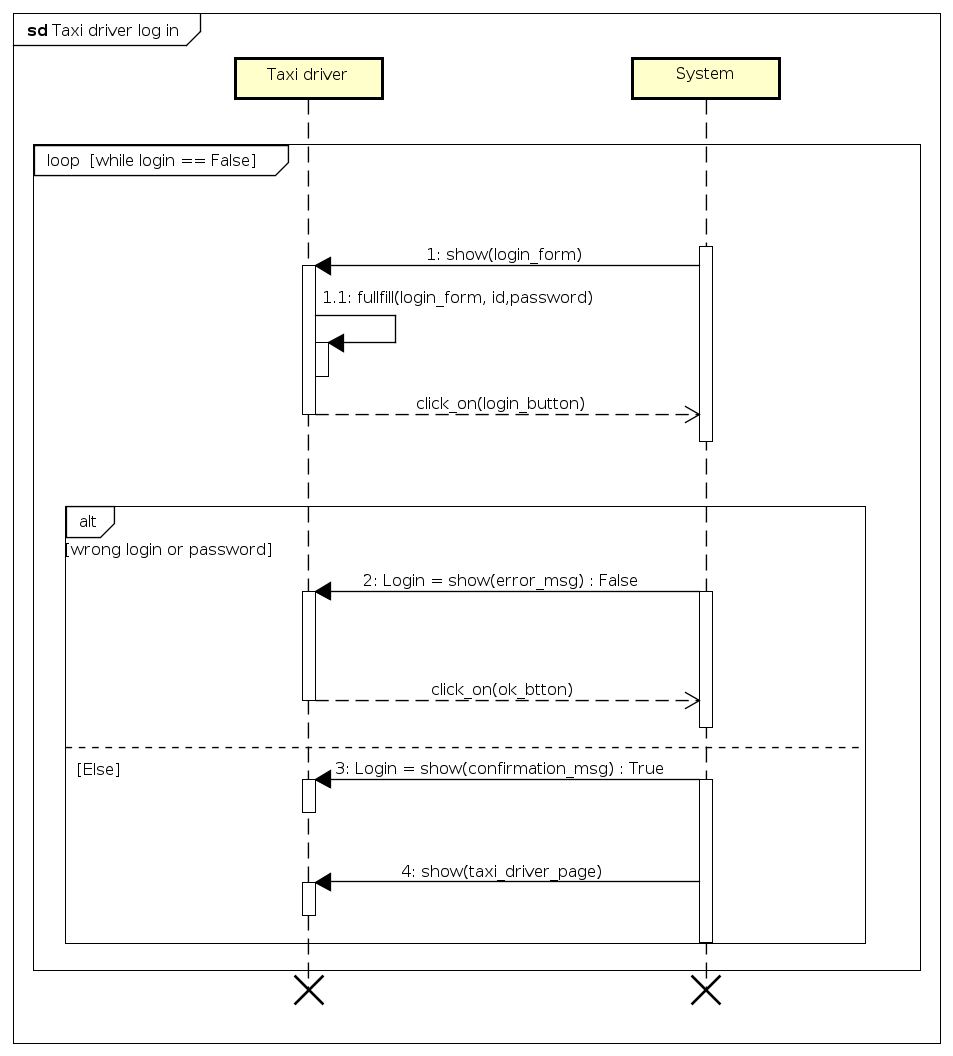 sd Taxi driver log in
Taxi driver
System
loop [while login == False]
1: show(login_form)
1.1: fullfill(login_form, id,password)
click_on(login_button)
alt
[wrong login or password]
2: Login = show(error_msg) : False
click_on(ok_btton)
[Else]
3: Login = show(confirmation_msg) : True
4: show(taxi_driver_page)